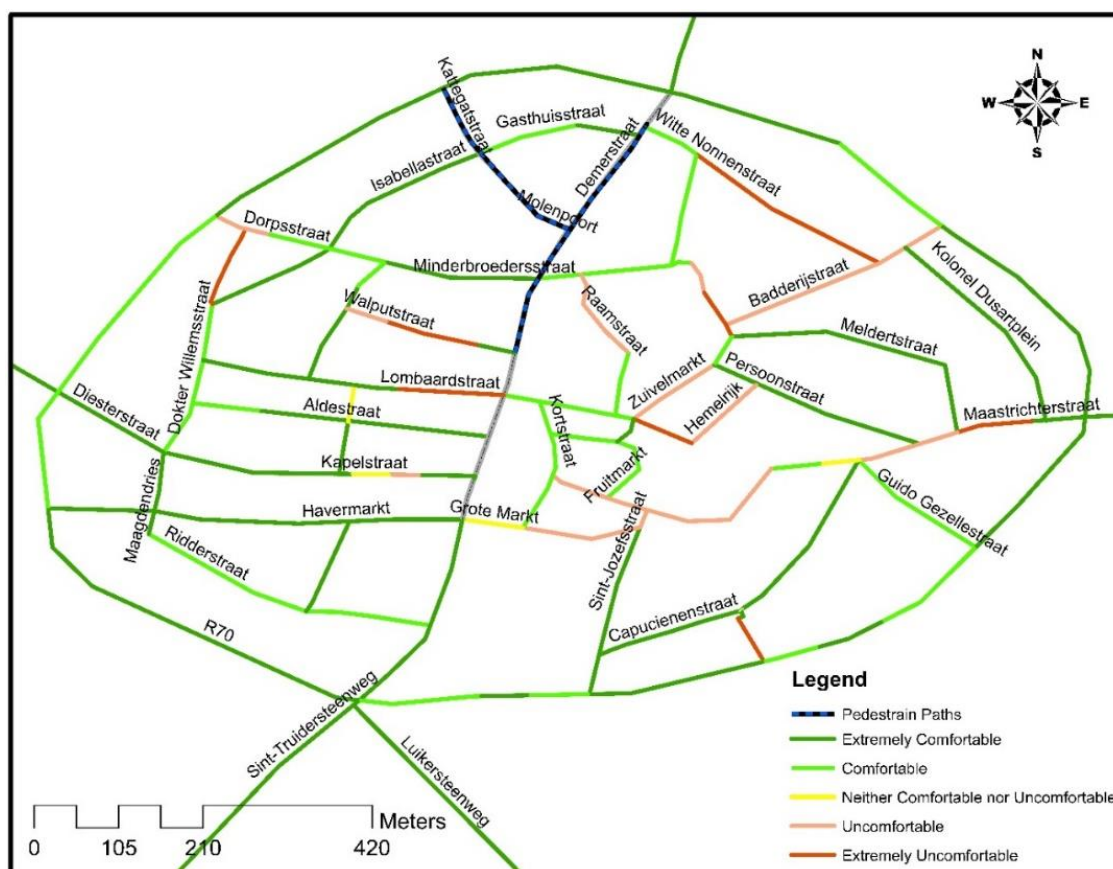 N
W E
S
Kattegatstraat
Gasthuisstraat
Demerstraat
Witte Nonnenstraat
Isabellastraat
Molenpoort
Dorpsstraat
Minderbroedersstraat
Kolonel Dusartplein
Badderijstraat
Raamstraat
Walputstraat
Meldertstraat
Dokter Willemsstraat
Zuivelmarkt
Persoonstraat
Lombaardstraat
Hemelrijk
Diesterstraat
Aldestraat
Kortstraat
Maastrichterstraat
Kapelstraat
Fruitmarkt
Guido Gezellestraat
Maagdendries
Havermarkt
Grote Markt
Ridderstraat
Sint-Jozefsstraat
Capucienenstraat
R70
Sint-Truidersteenweg
Luikersteenweg
Legend
Pedestrain Paths
Extremely Comfortable
Comfortable
Neither Comfortable nor Uncomfortable
Uncomfortable
Extremely Uncomfortable
Meters
0 105 210 420